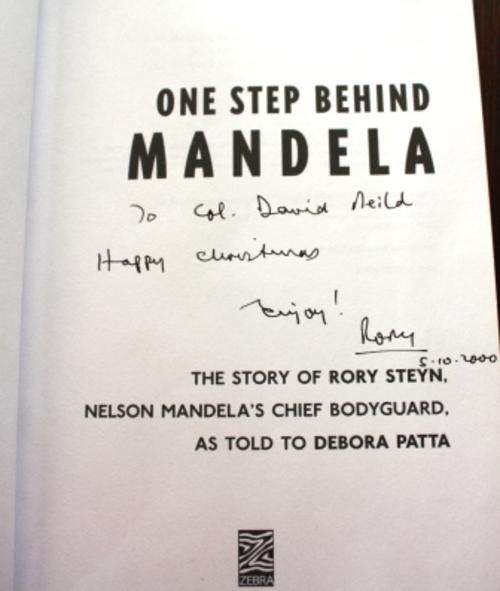 ONE STEP BEHIND
MANDELA
To Col. David Neild
Happy Christmas
Enjoy!
Rory
5-10-2000
THE STORY OF RORY STEYN,
NELSON MANDELA'S CHIEF BODYGUARD,
AS TOLD TO DEBORA PATTA
ZEBRA